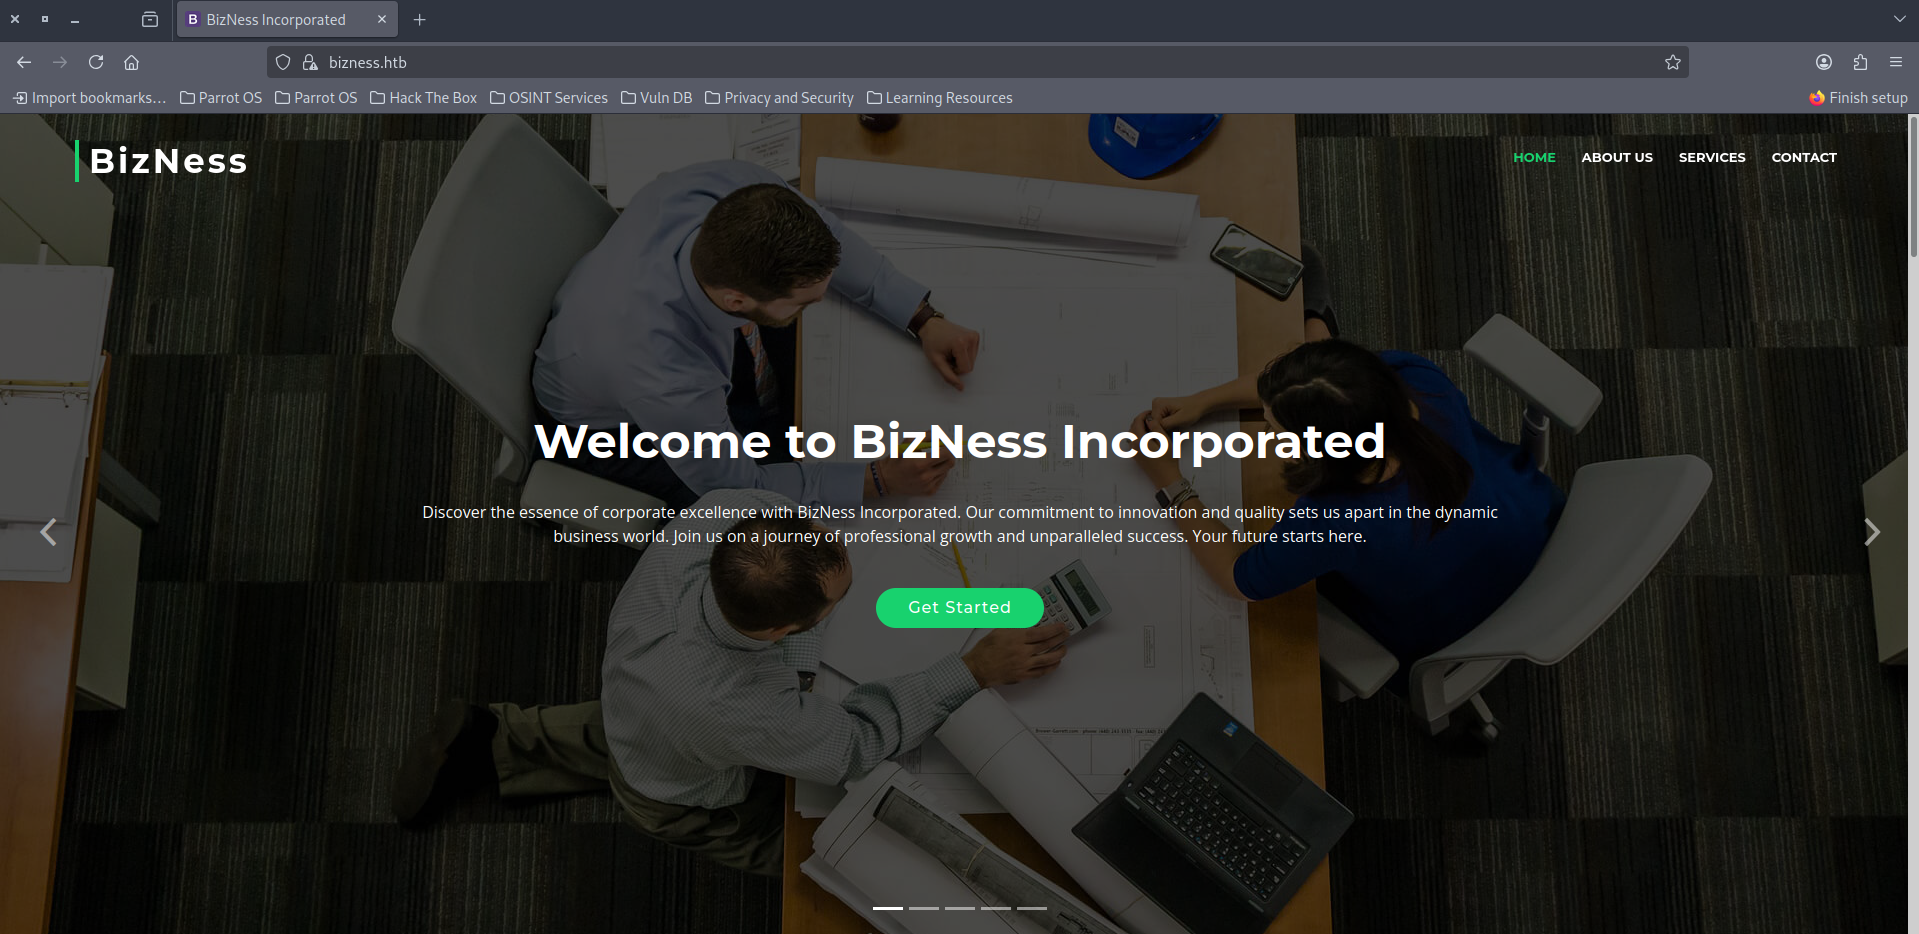 BizNess Incorporated
bizness.htb
Import bookmarks... Parrot OS Parrot OS Hack The Box OSINT Services Vuln DB Privacy and Security Learning Resources Finish setup
BizNess HOME ABOUT US SERVICES CONTACT
Welcome to BizNess Incorporated
Discover the essence of corporate excellence with BizNess Incorporated. Our commitment to innovation and quality sets us apart in the dynamic
business world. Join us on a journey of professional growth and unparalleled success. Your future starts here.
Get Started